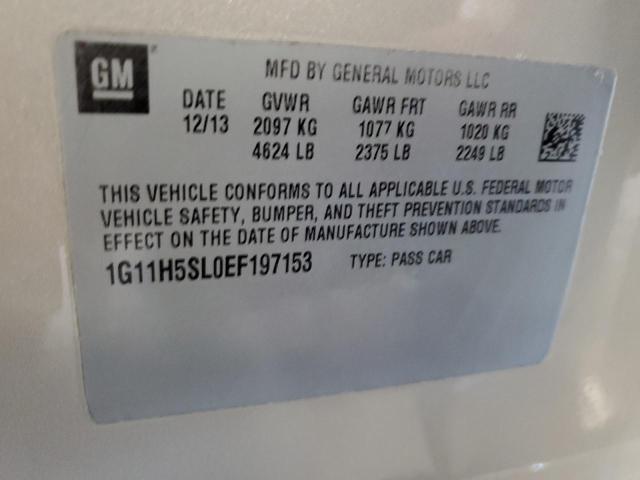 GM
MFD BY GENERAL MOTORS LLC
DATE GVWR GAWR FRT GAWR RR
12/13 2097 KG 1077 KG 1020 KG
4624 LB 2375 LB 2249 LB
THIS VEHICLE CONFORMS TO ALL APPLICABLE U.S. FEDERAL MOTOR
VEHICLE SAFETY, BUMPER, AND THEFT PREVENTION STANDARDS IN
EFFECT ON THE DATE OF MANUFACTURE SHOWN ABOVE.
1G11H5SL0EF197153 TYPE: PASS CAR